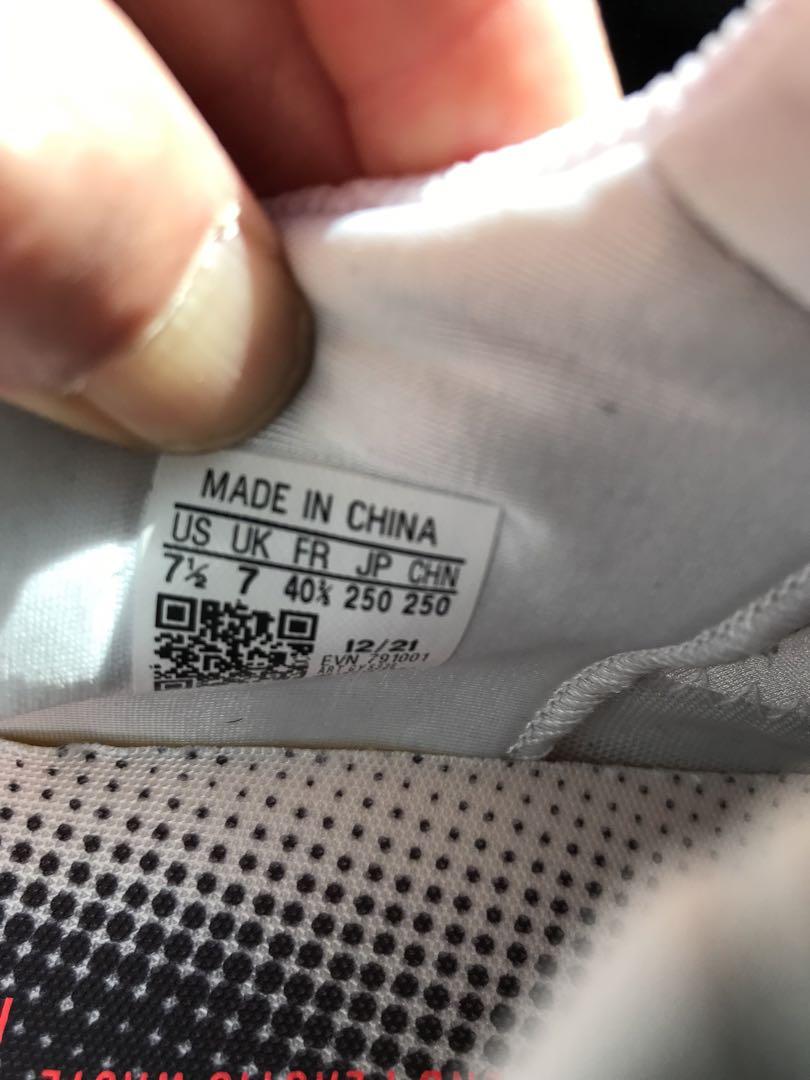 MADE IN CHINA
US UK FR JP CHN
7½ 7 40⅔ 250 250
12/21
EVN 791001